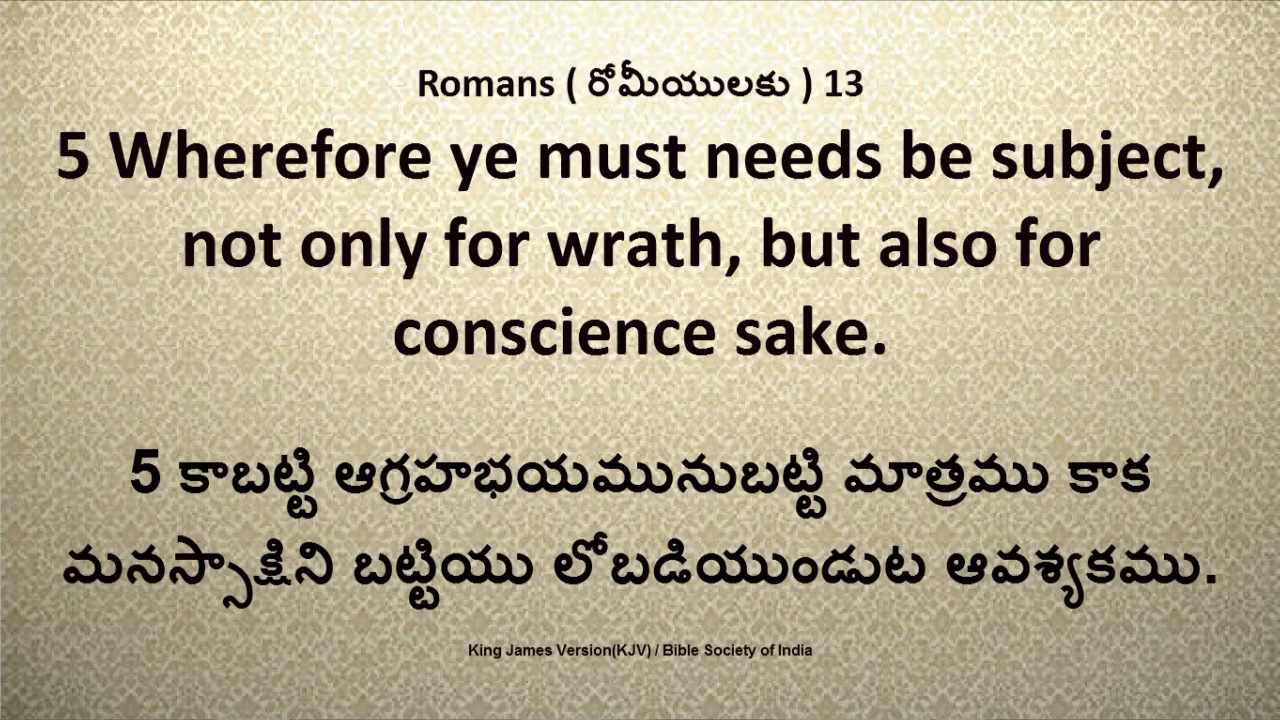 Romans ( రోమీయులకు ) 13
5 Wherefore ye must needs be subject,
not only for wrath, but also for
conscience sake.
5 కాబట్టి ఆగ్రహభయమునుబట్టి మాత్రము కాక
మనస్సాక్షిని బట్టియు లోబడియుండుట ఆవశ్యకము.
King James Version(KJV) / Bible Society of India